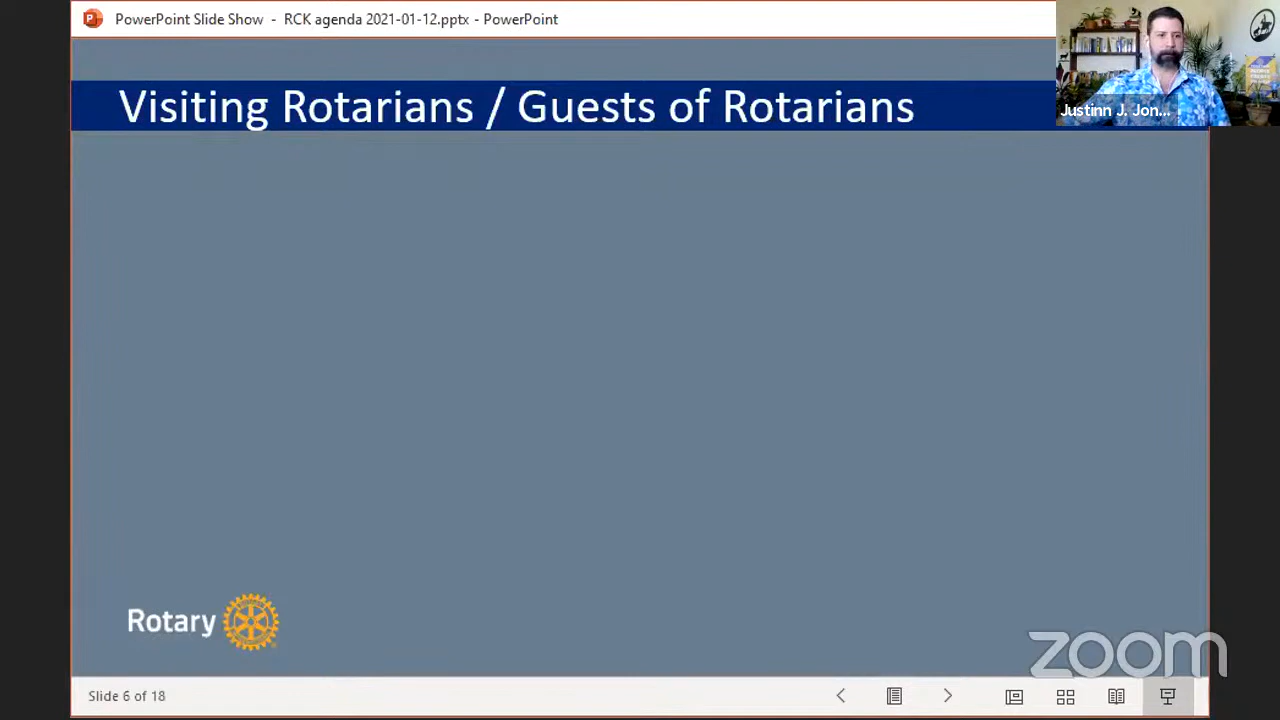 PowerPoint Slide Show - RCK agenda 2021-01-12.pptx - PowerPoint
Visiting Rotarians / Guests of Rotarians
Justinn J. Jon...
Rotary
zoom
Slide 6 of 18